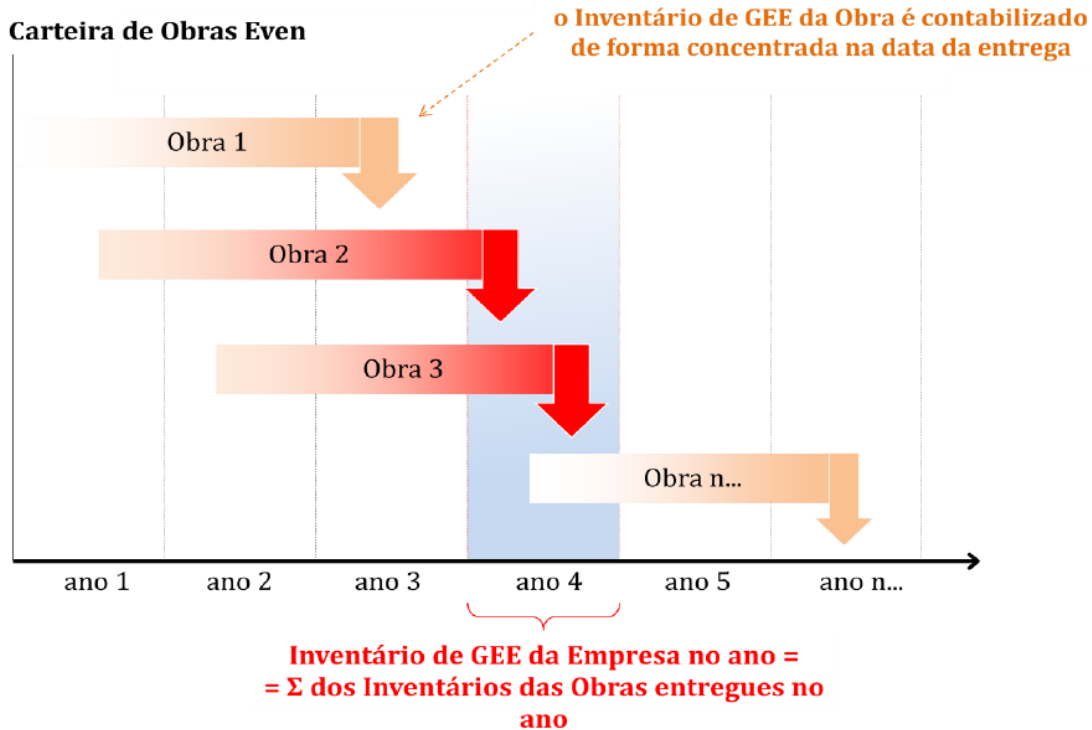 o Inventário de GEE da Obra é contabilizado
de forma concentrada na data da entrega
Carteira de Obras Even
Obra 1
Obra 2
Obra 3
Obra n...
ano 1
ano 2
ano 3
ano 4
ano 5
ano n...
Inventário de GEE da Empresa no ano =
= Σ dos Inventários das Obras entregues no
ano